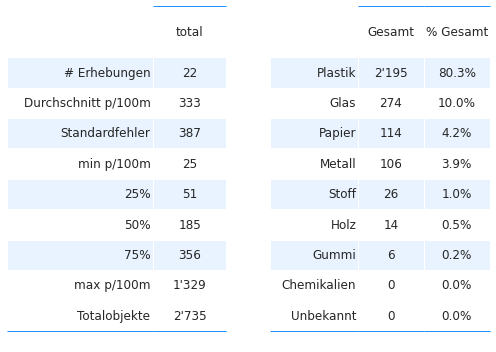 total
# Erhebungen 22
Durchschnitt p/100m 333
Standardfehler 387
min p/100m 25
25% 51
50% 185
75% 356
max p/100m 1'329
Totalobjekte 2'735
Gesamt % Gesamt
Plastik 2'195 80.3%
Glas 274 10.0%
Papier 114 4.2%
Metall 106 3.9%
Stoff 26 1.0%
Holz 14 0.5%
Gummi 6 0.2%
Chemikalien 0 0.0%
Unbekannt 0 0.0%